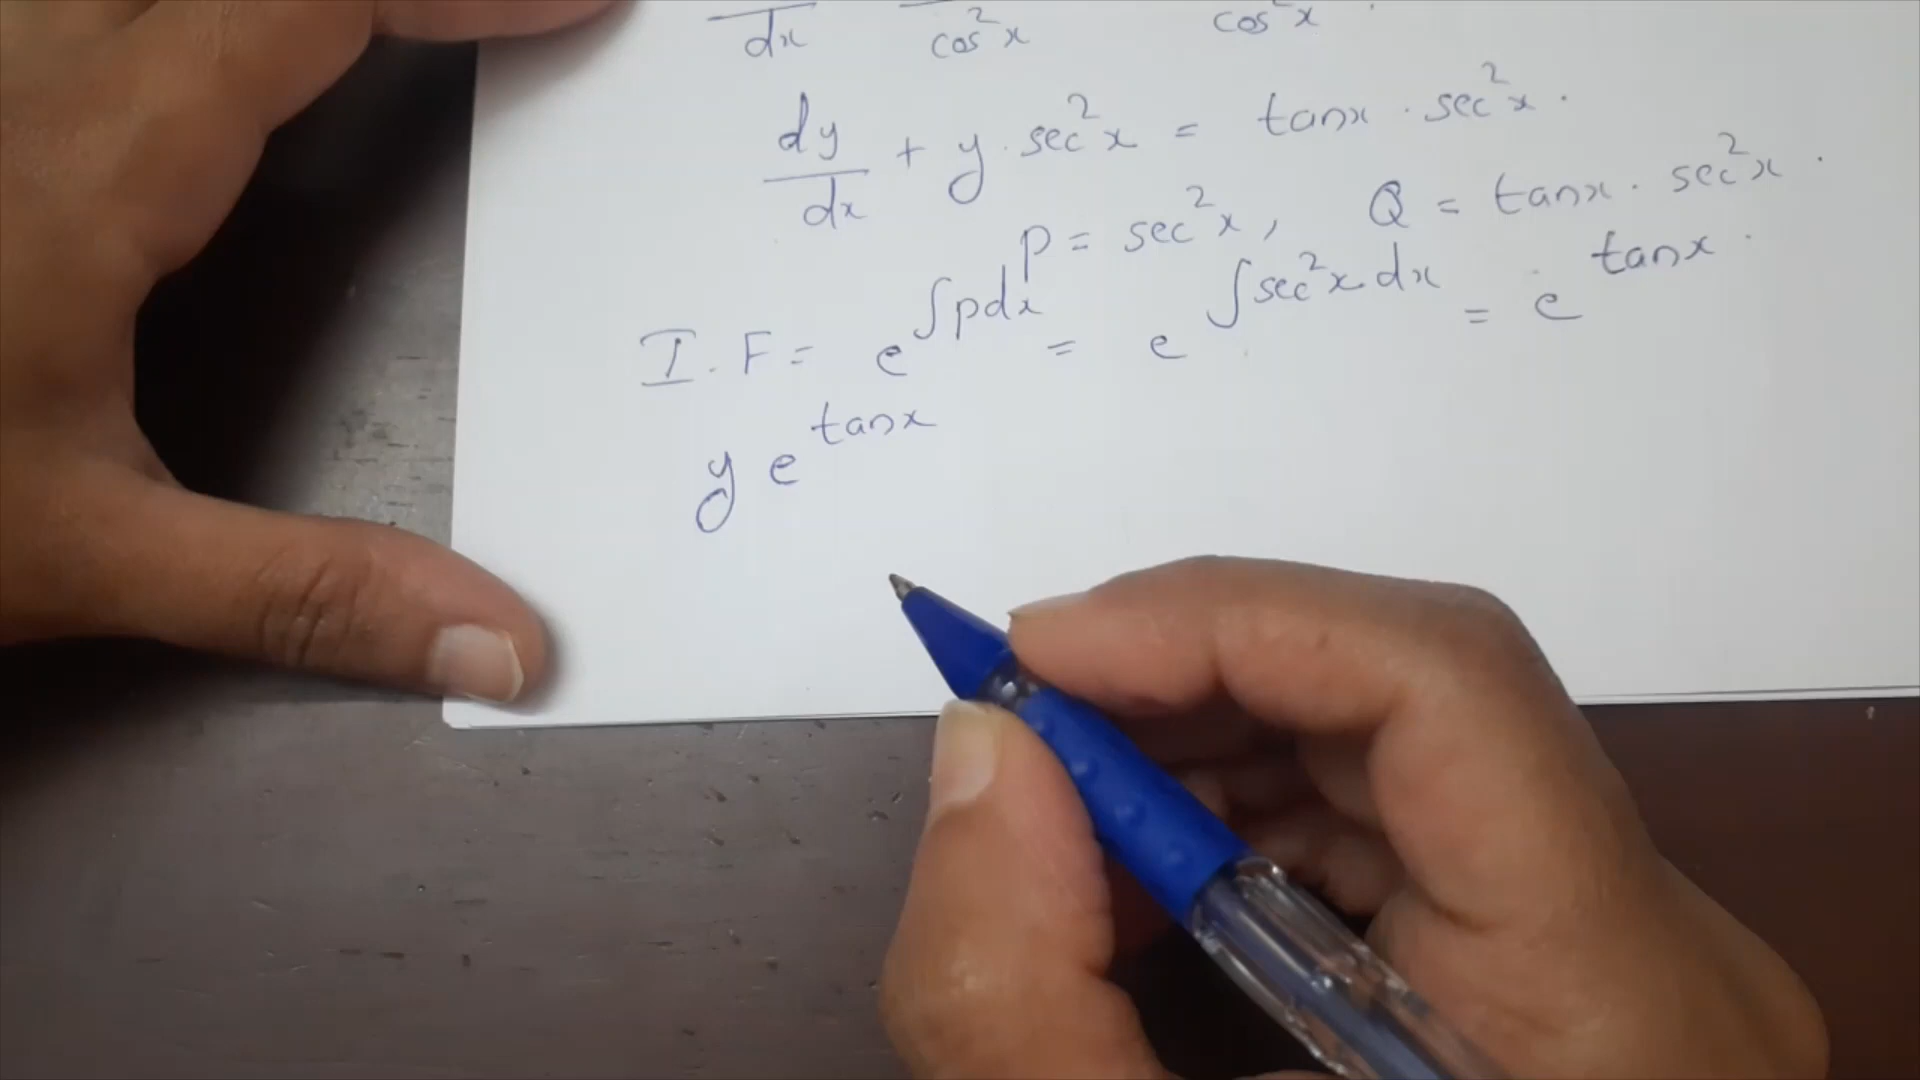 dx cos²x cos²x.
dy/dx + y. sec²x = tanx . sec²x.
P = sec²x, Q = tanx. sec²x.
I.F = e^∫pdx = e^∫sec²x dx = e^tanx.
y e^tanx